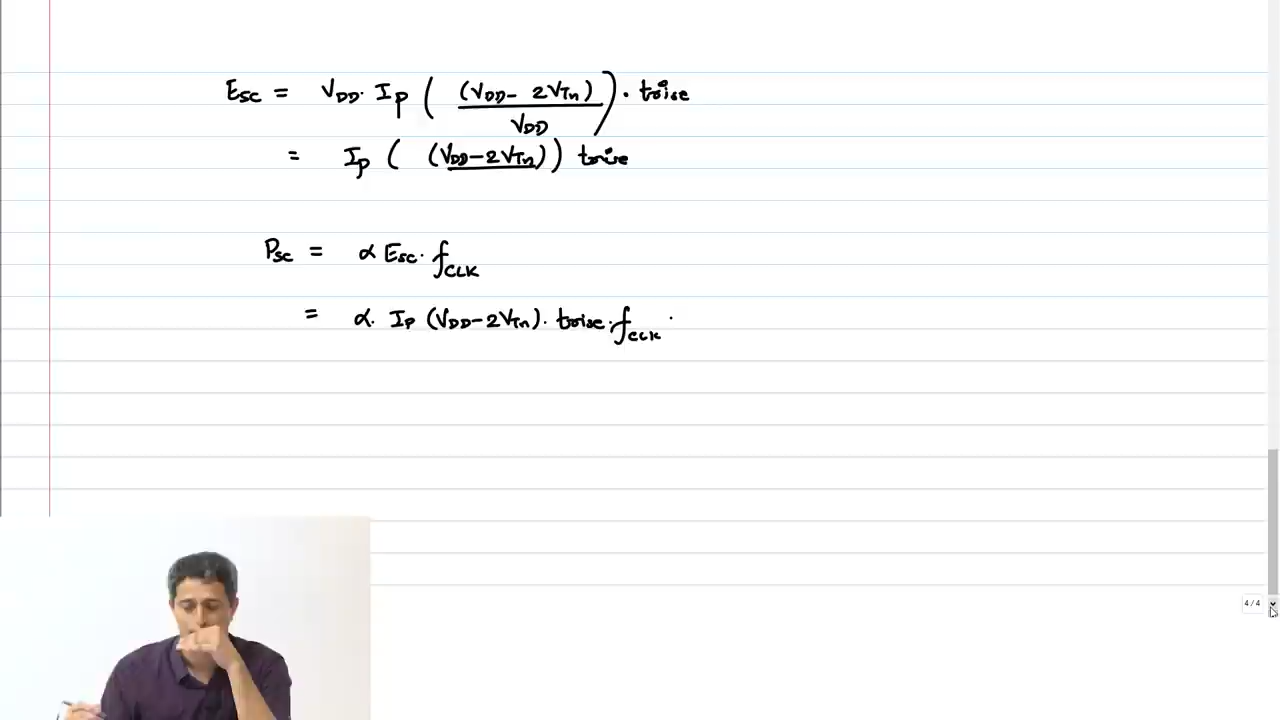 Esc = VDD. Ip ( (VDD - 2VTn) / VDD ) . trise
= Ip ( (VDD - 2VTn) ) trise
Psc = α Esc. fCLK
= α. Ip (VDD - 2VTn). trise. fCLK.
4 / 4